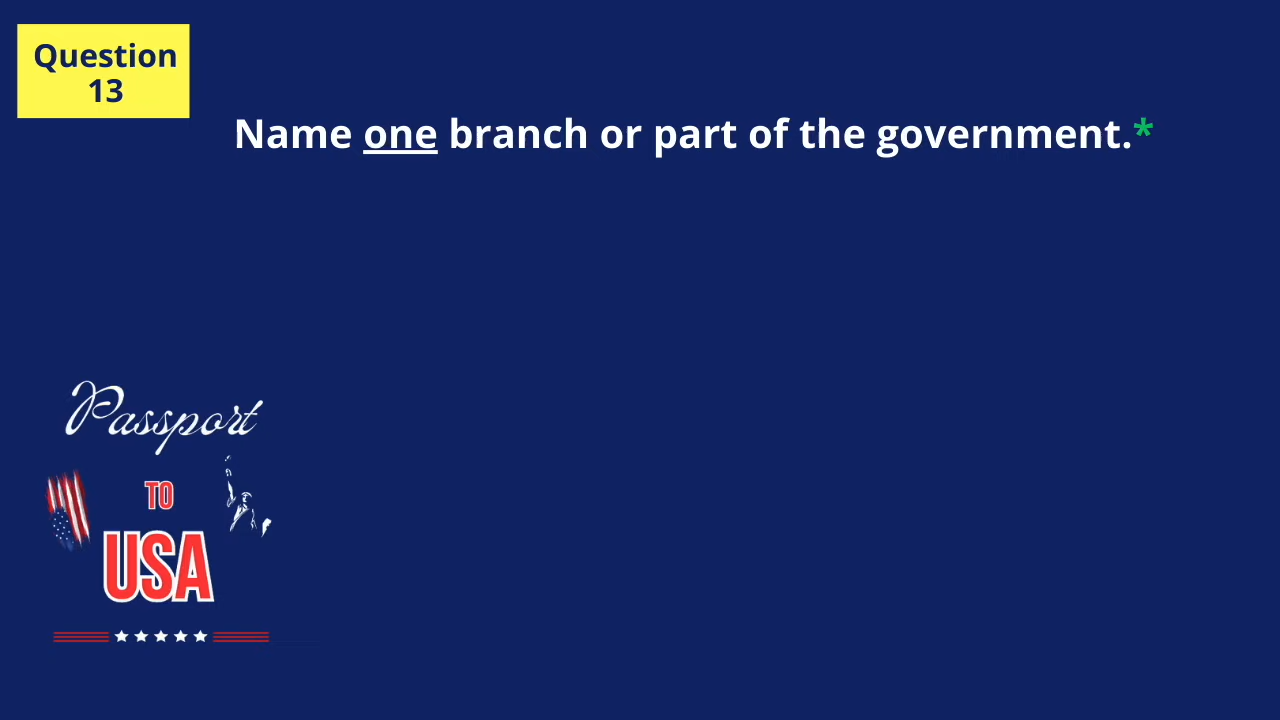 Question
13
Name one branch or part of the government.*
Passport
TO
USA